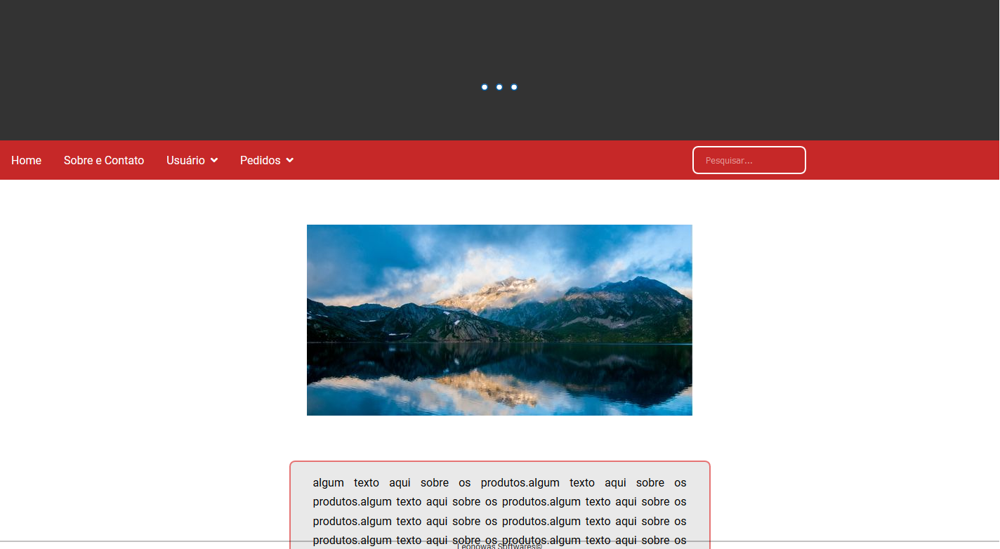 Home Sobre e Contato Usuário Pedidos Pesquisar...
algum texto aqui sobre os produtos.algum texto aqui sobre os
produtos.algum texto aqui sobre os produtos.algum texto aqui sobre os
produtos.algum texto aqui sobre os produtos.algum texto aqui sobre os
produtos.algum texto aqui sobre os produtos.algum texto aqui sobre os
Leonowas Softwares©